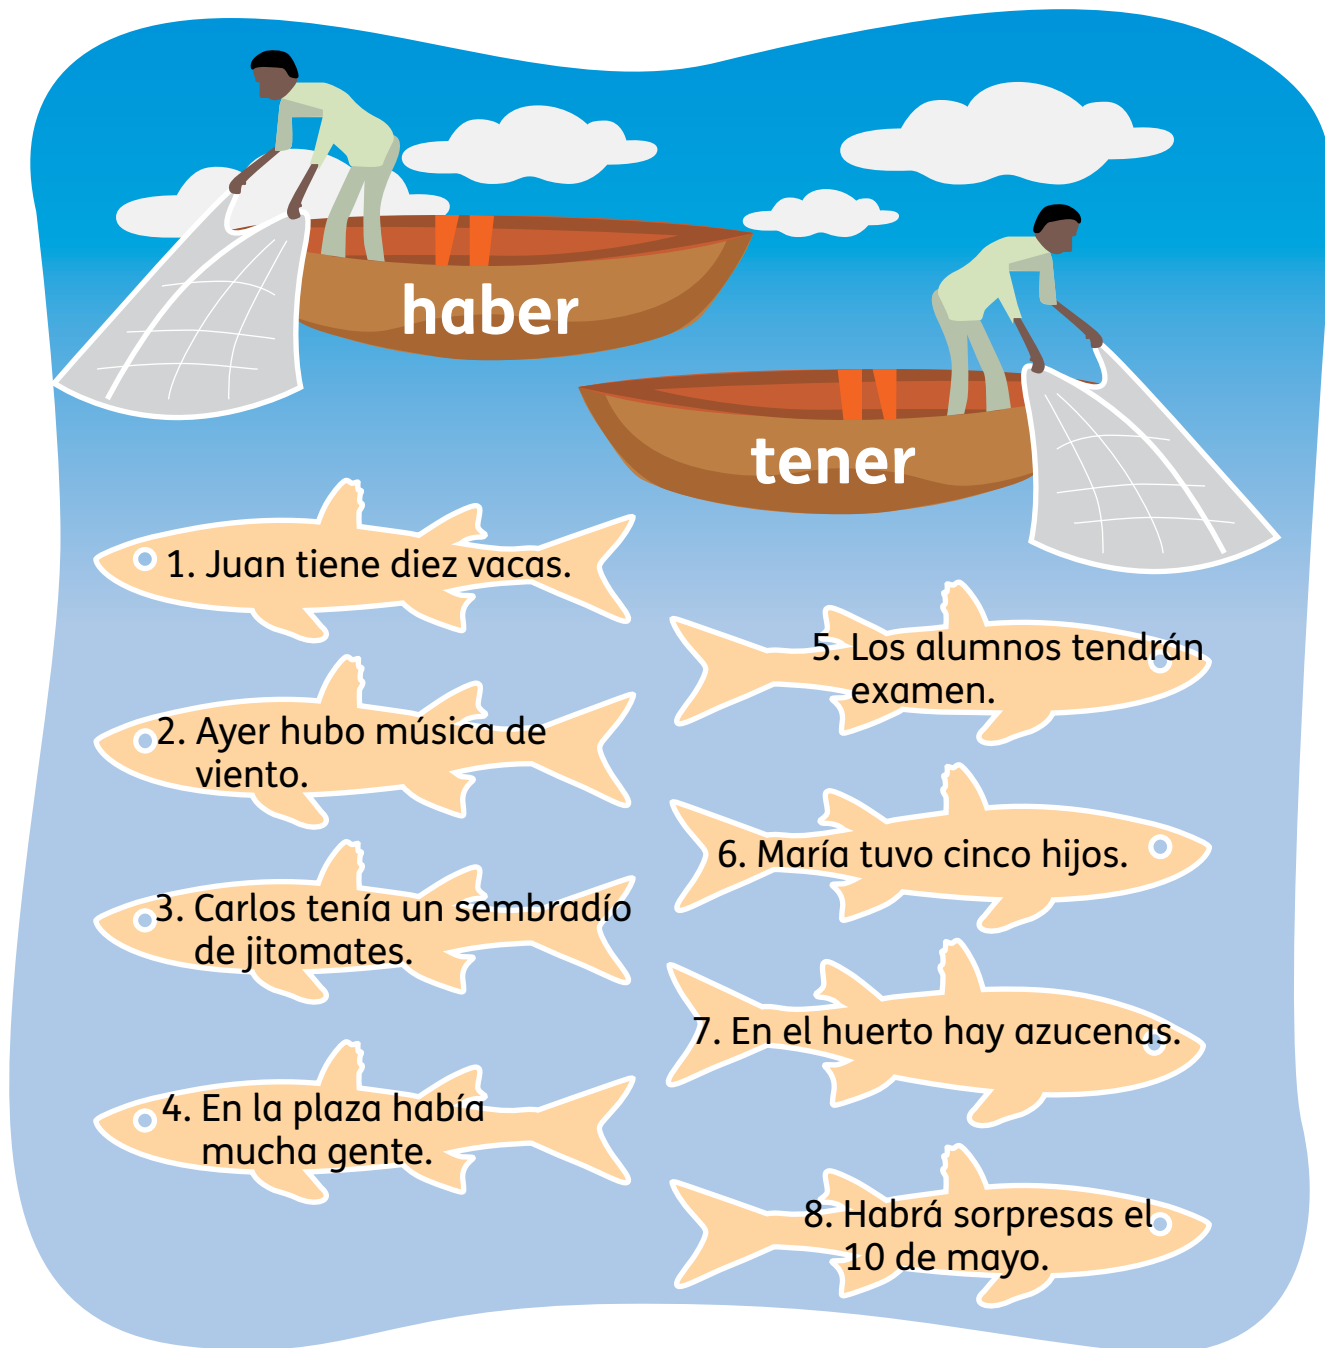 haber
tener
1. Juan tiene diez vacas.
2. Ayer hubo música de
viento.
3. Carlos tenía un sembradío
de jitomates.
4. En la plaza había
mucha gente.
5. Los alumnos tendrán
examen.
6. María tuvo cinco hijos.
7. En el huerto hay azucenas.
8. Habrá sorpresas el
10 de mayo.